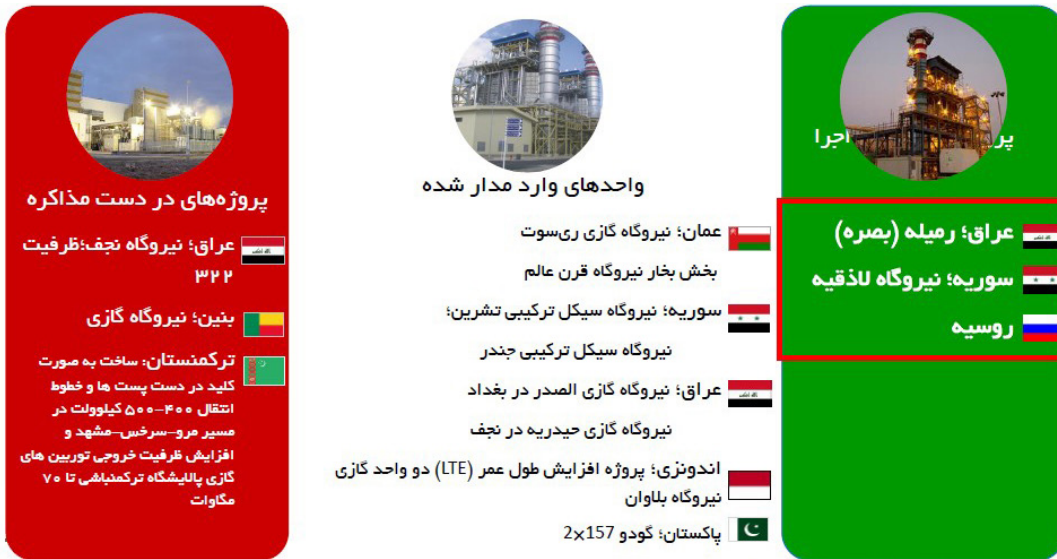 اجرا
عراق؛ رمیله (بصره)
سوریه؛ نیروگاه لاذقیه
روسیه
واحدهای وارد مدار شده
عمان؛ نیروگاه گازی ری‌سوت
بخش بخار نیروگاه قرن عالم
سوریه؛ نیروگاه سیکل ترکیبی تشرین؛
نیروگاه سیکل ترکیبی جندر
عراق؛ نیروگاه گازی الصدر در بغداد
نیروگاه گازی حیدریه در نجف
اندونزی؛ پروژه افزایش طول عمر (LTE) دو واحد گازی
نیروگاه بلاوان
پاکستان؛ گودو 157×2
پروژه‌های در دست مذاکره
عراق؛ نیروگاه نجف؛ظرفیت
۳۲۲
بنین؛ نیروگاه گازی
ترکمنستان: ساخت به صورت
کلید در دست پست ها و خطوط
انتقال ۴۰۰-۵۰۰ کیلوولت در
مسیر مرو-سرخس-مشهد و
افزایش ظرفیت خروجی توربین های
گازی پالایشگاه ترکمنباشی تا ۷۰
مگاوات